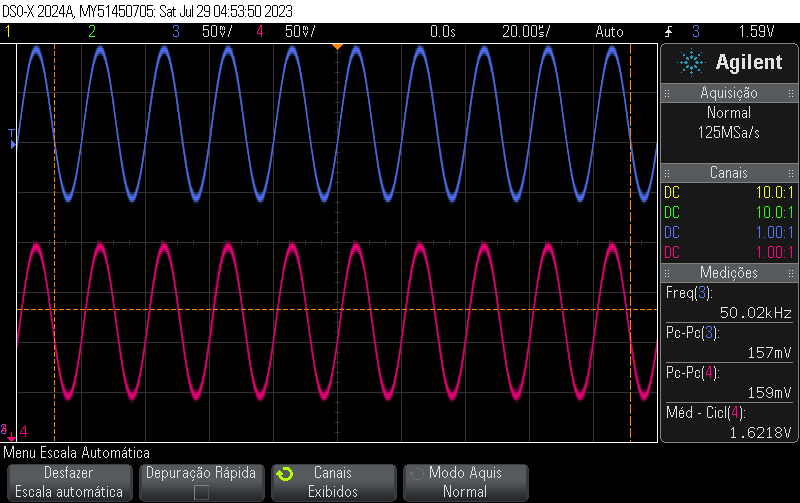 DSO-X 2024A, MY51450705: Sat Jul 29 04:53:50 2023
1 2 3 50mV/ 4 50mV/ 0.0s 20.00us/ Auto 3 1.59V
Agilent
Aquisição
Normal
125MSa/s
Canais
DC 10.0:1
DC 10.0:1
DC 1.00:1
DC 1.00:1
Medições
Freq(3):
50.02kHz
Pc-Pc(3):
157mV
Pc-Pc(4):
159mV
Méd - Cicl(4):
1.6218V
T
4
Menu Escala Automática
Desfazer
Escala automática
Depuração Rápida
Canais
Exibidos
Modo Aquis
Normal